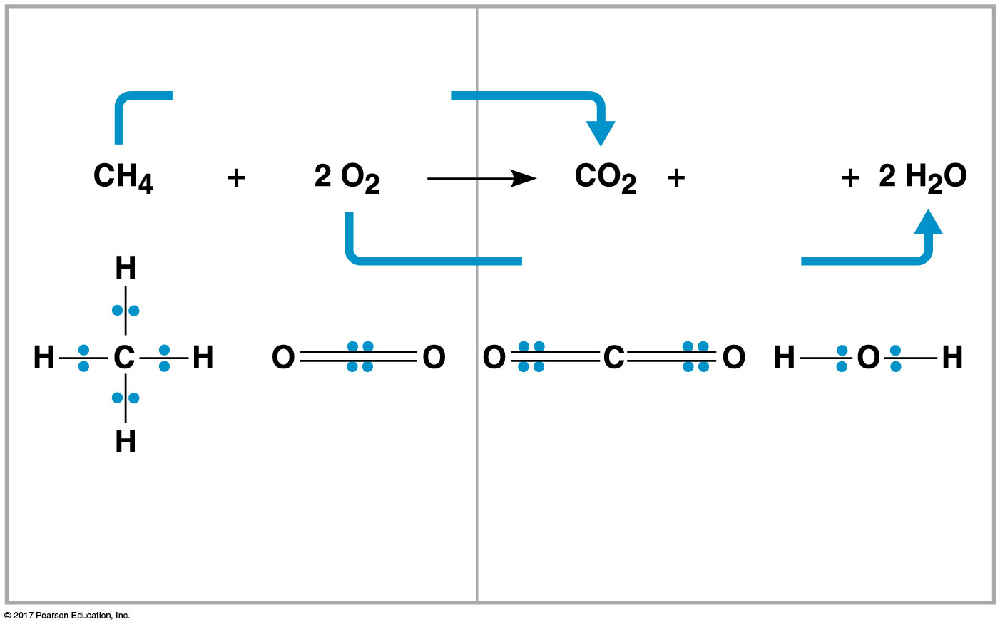 CH₄ + 2 O₂ → CO₂ + + 2 H₂O
H
H C H O O O C O H O H
H
© 2017 Pearson Education, Inc.